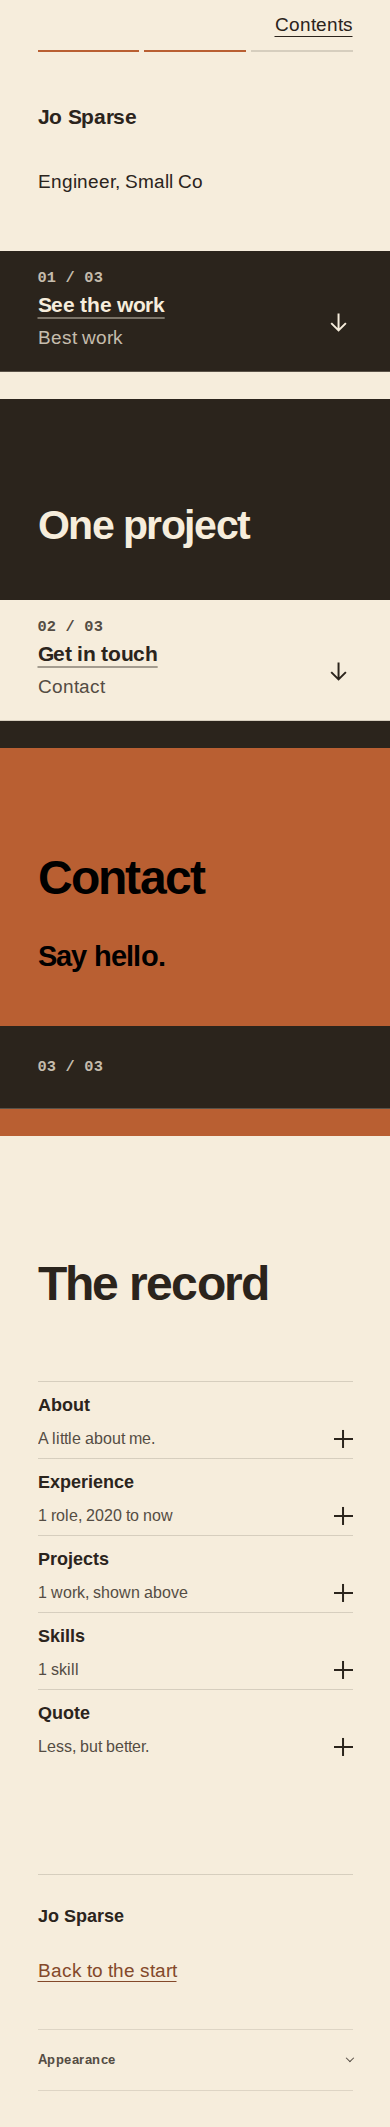 Contents
Jo Sparse
Engineer, Small Co
01 / 03
See the work
Best work
One project
02 / 03
Get in touch
Contact
Contact
Say hello.
03 / 03
The record
About
A little about me.
Experience
1 role, 2020 to now
Projects
1 work, shown above
Skills
1 skill
Quote
Less, but better.
Jo Sparse
Back to the start
Appearance